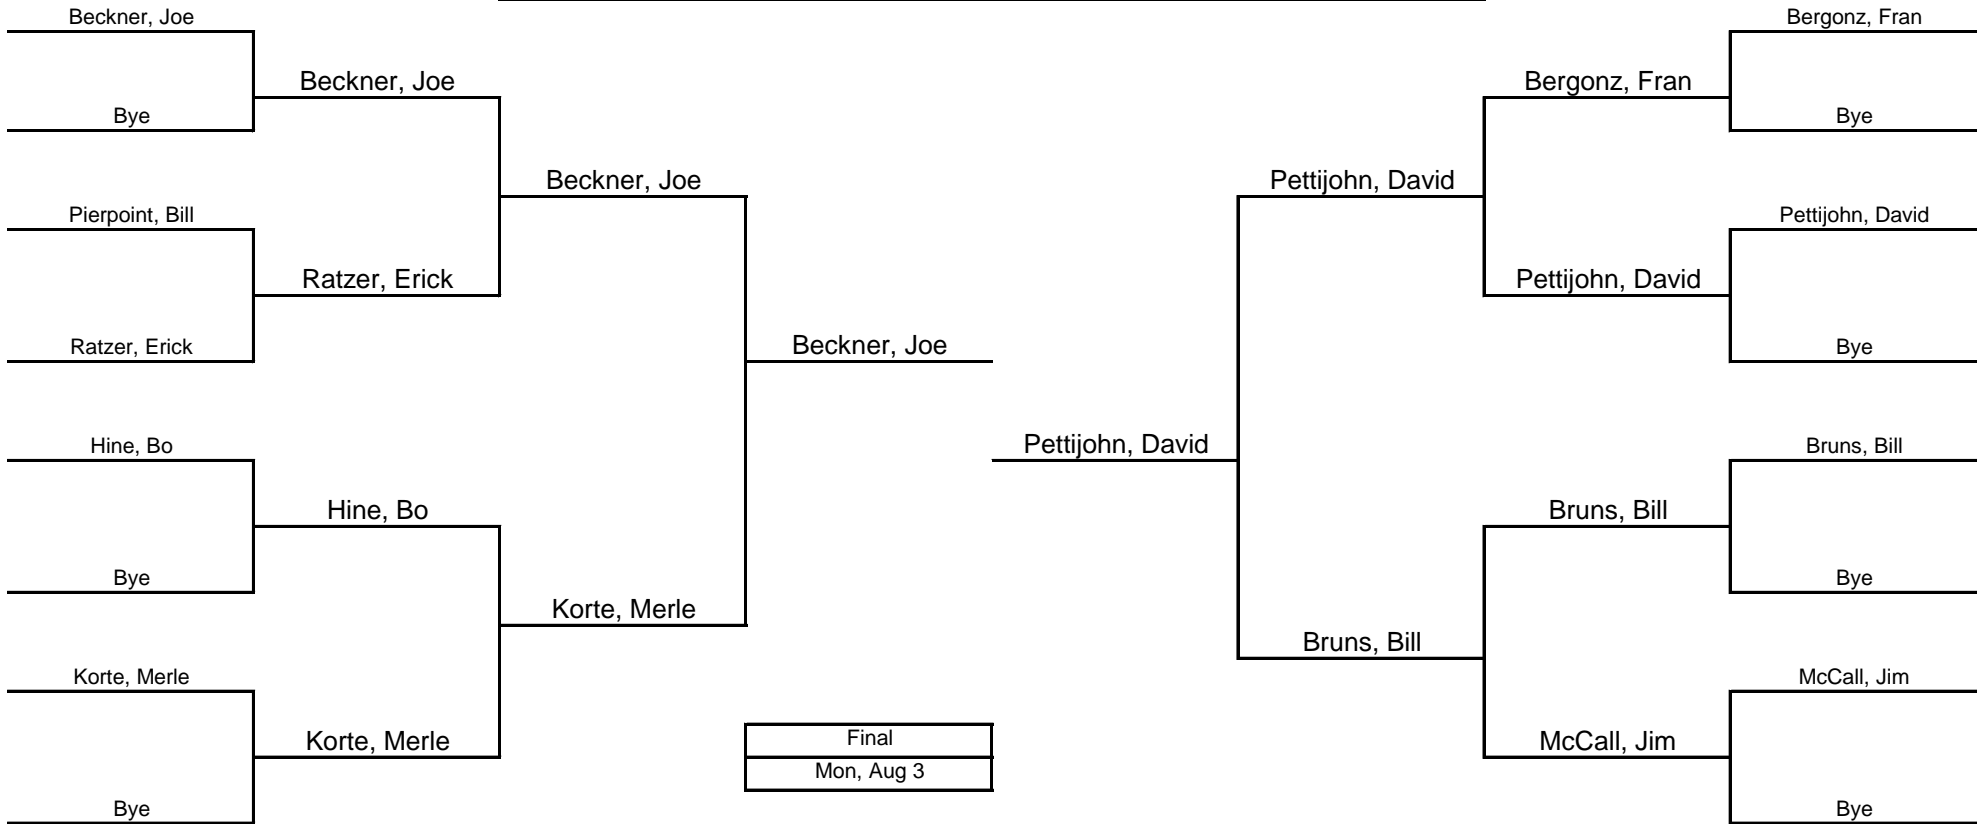 Beckner, Joe
Bergonz, Fran
Beckner, Joe
Bergonz, Fran
Bye
Bye
Beckner, Joe
Pettijohn, David
Pierpoint, Bill
Pettijohn, David
Ratzer, Erick
Pettijohn, David
Ratzer, Erick
Beckner, Joe
Bye
Hine, Bo
Pettijohn, David
Bruns, Bill
Hine, Bo
Bruns, Bill
Bye
Bye
Korte, Merle
Bruns, Bill
Korte, Merle
McCall, Jim
Korte, Merle
Final
McCall, Jim
Mon, Aug 3
Bye
Bye